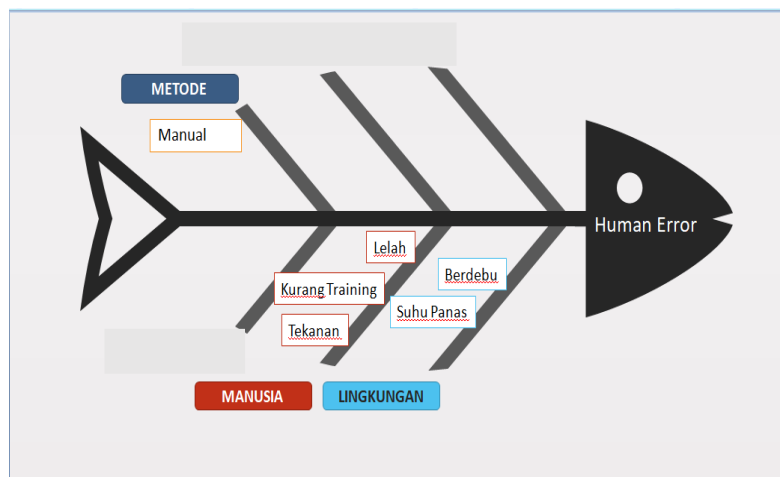 METODE
Manual
Human Error
Lelah
Berdebu
Kurang Training
Suhu Panas
Tekanan
MANUSIA
LINGKUNGAN